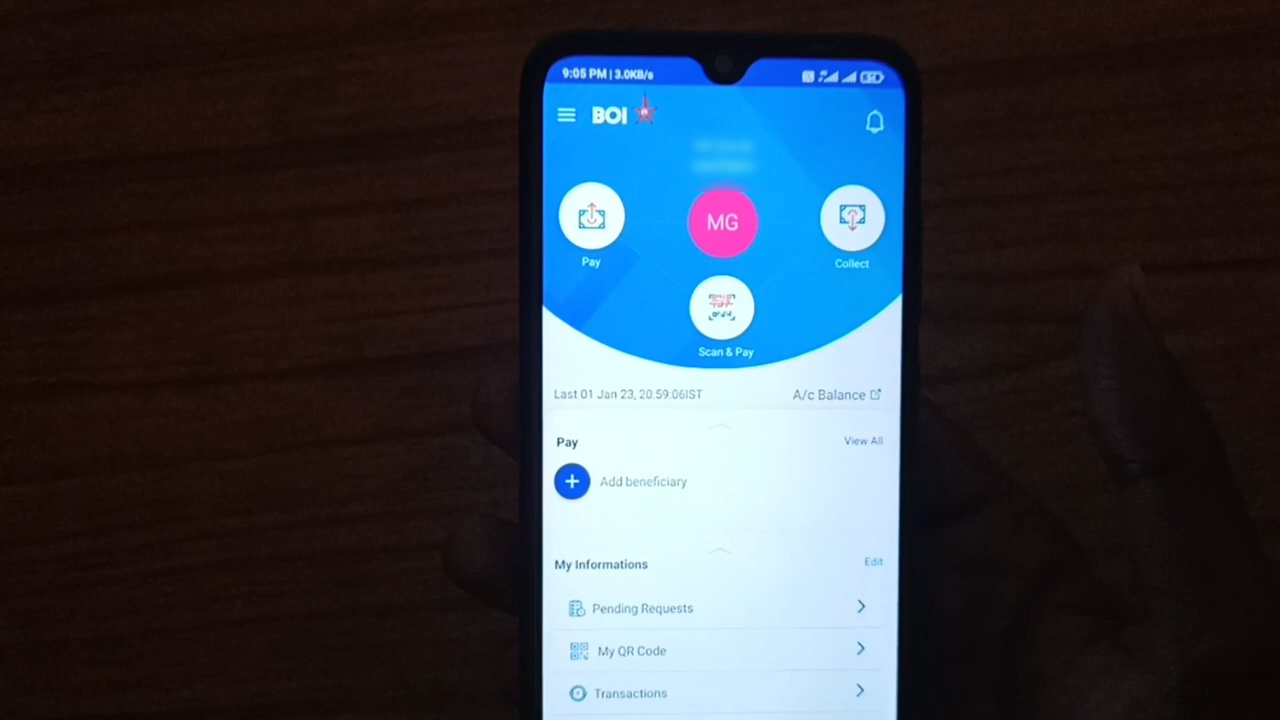 9:05 PM | 3.0KB/s
BOI
MG
Pay
Collect
Scan & Pay
Last 01 Jan 23, 20:59:06IST
A/c Balance
Pay
View All
Add beneficiary
My Informations
Edit
Pending Requests
My QR Code
Transactions